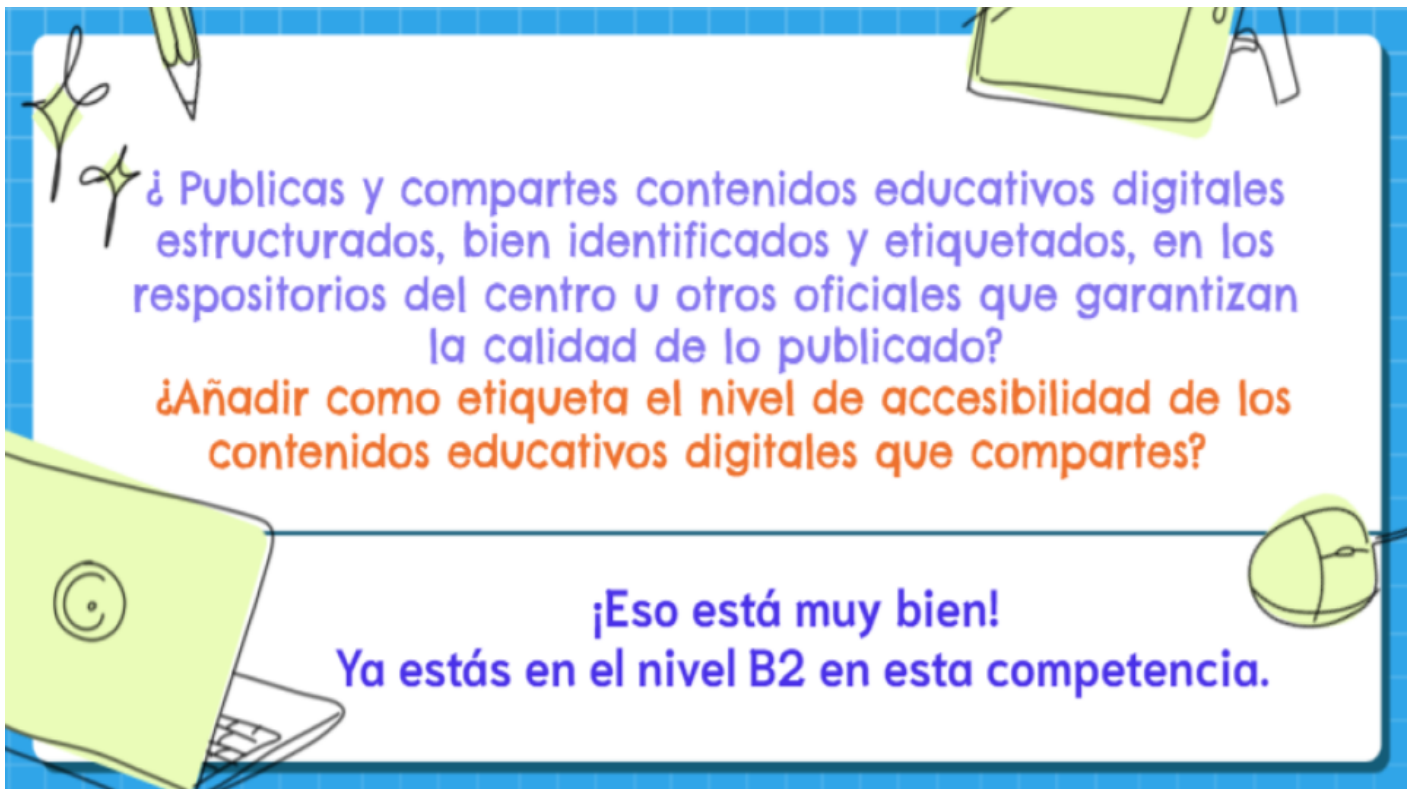 ¿ Publicas y compartes contenidos educativos digitales
estructurados, bien identificados y etiquetados, en los
respositorios del centro u otros oficiales que garantizan
la calidad de lo publicado?
¿Añadir como etiqueta el nivel de accesibilidad de los
contenidos educativos digitales que compartes?
¡Eso está muy bien!
Ya estás en el nivel B2 en esta competencia.